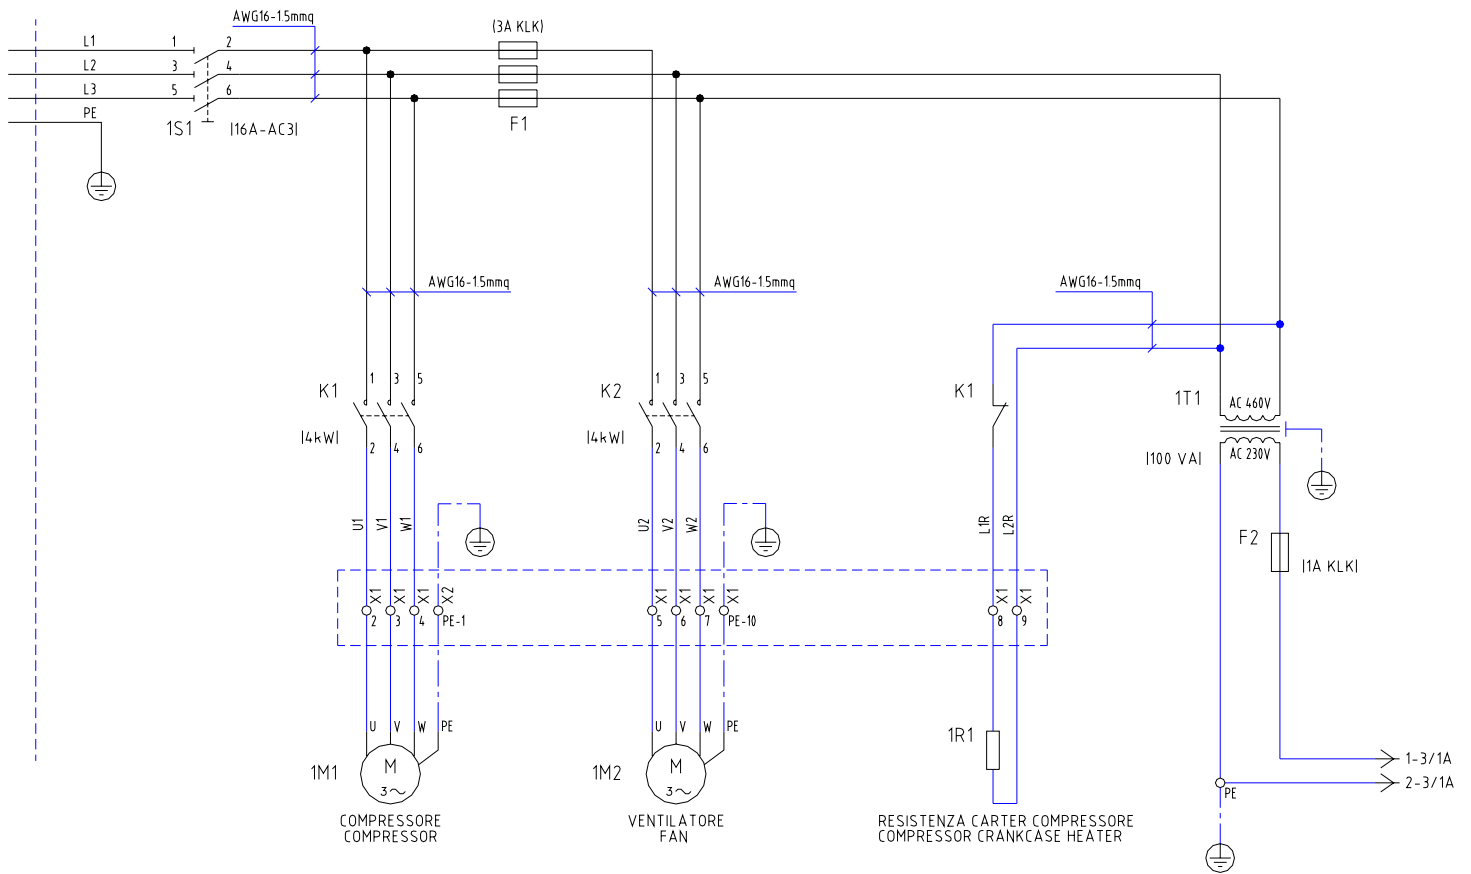 AWG16-1.5mmq
(3A KLK)
L1 1 2
L2 3 4
L3 5 6
PE
1S1 |16A-AC3|
F1
AWG16-1.5mmq
AWG16-1.5mmq
AWG16-1.5mmq
1 3 5
1 3 5
K1
K2
K1
1T1
AC 460V
|4kW|
|4kW|
2 4 6
2 4 6
|100 VA|
AC 230V
U1 V1 W1
U2 V2 W2
L1R L2R
F2
|1A KLK|
X1 X1 X1 X2
X1 X1 X1 X1
X1 X1
2 3 4 PE-1
5 6 7 PE-10
8 9
U V W PE
U V W PE
1R1
1M1
M
3~
1M2
M
3~
1-3/1A
2-3/1A
PE
COMPRESSORE
COMPRESSOR
VENTILATORE
FAN
RESISTENZA CARTER COMPRESSORE
COMPRESSOR CRANKCASE HEATER